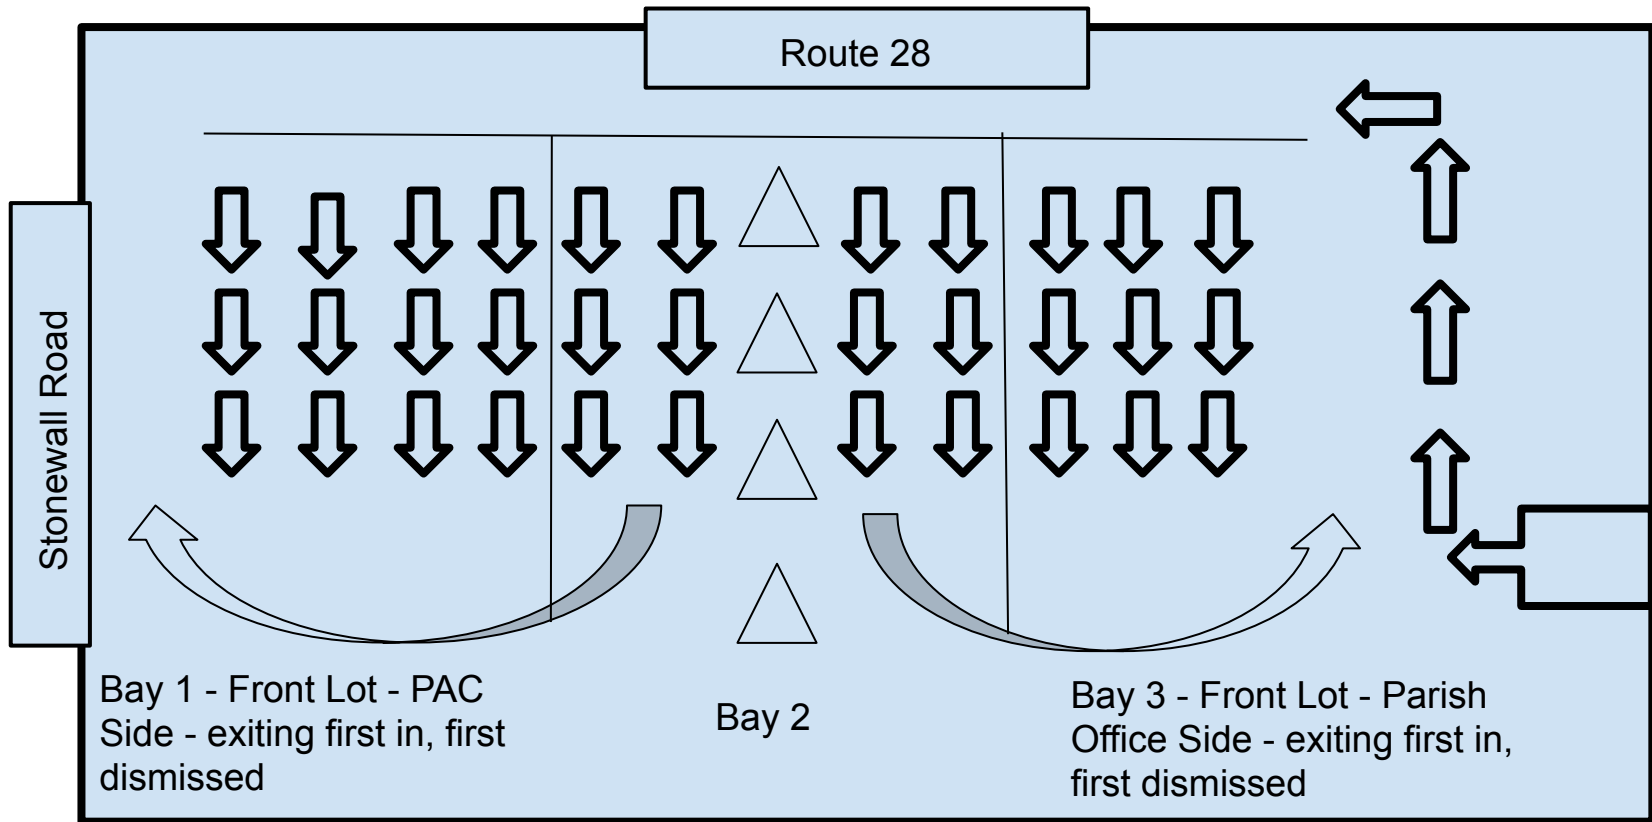 Route 28
Stonewall Road
Bay 1 - Front Lot - PAC
Side - exiting first in, first
dismissed
Bay 2
Bay 3 - Front Lot - Parish
Office Side - exiting first in,
first dismissed